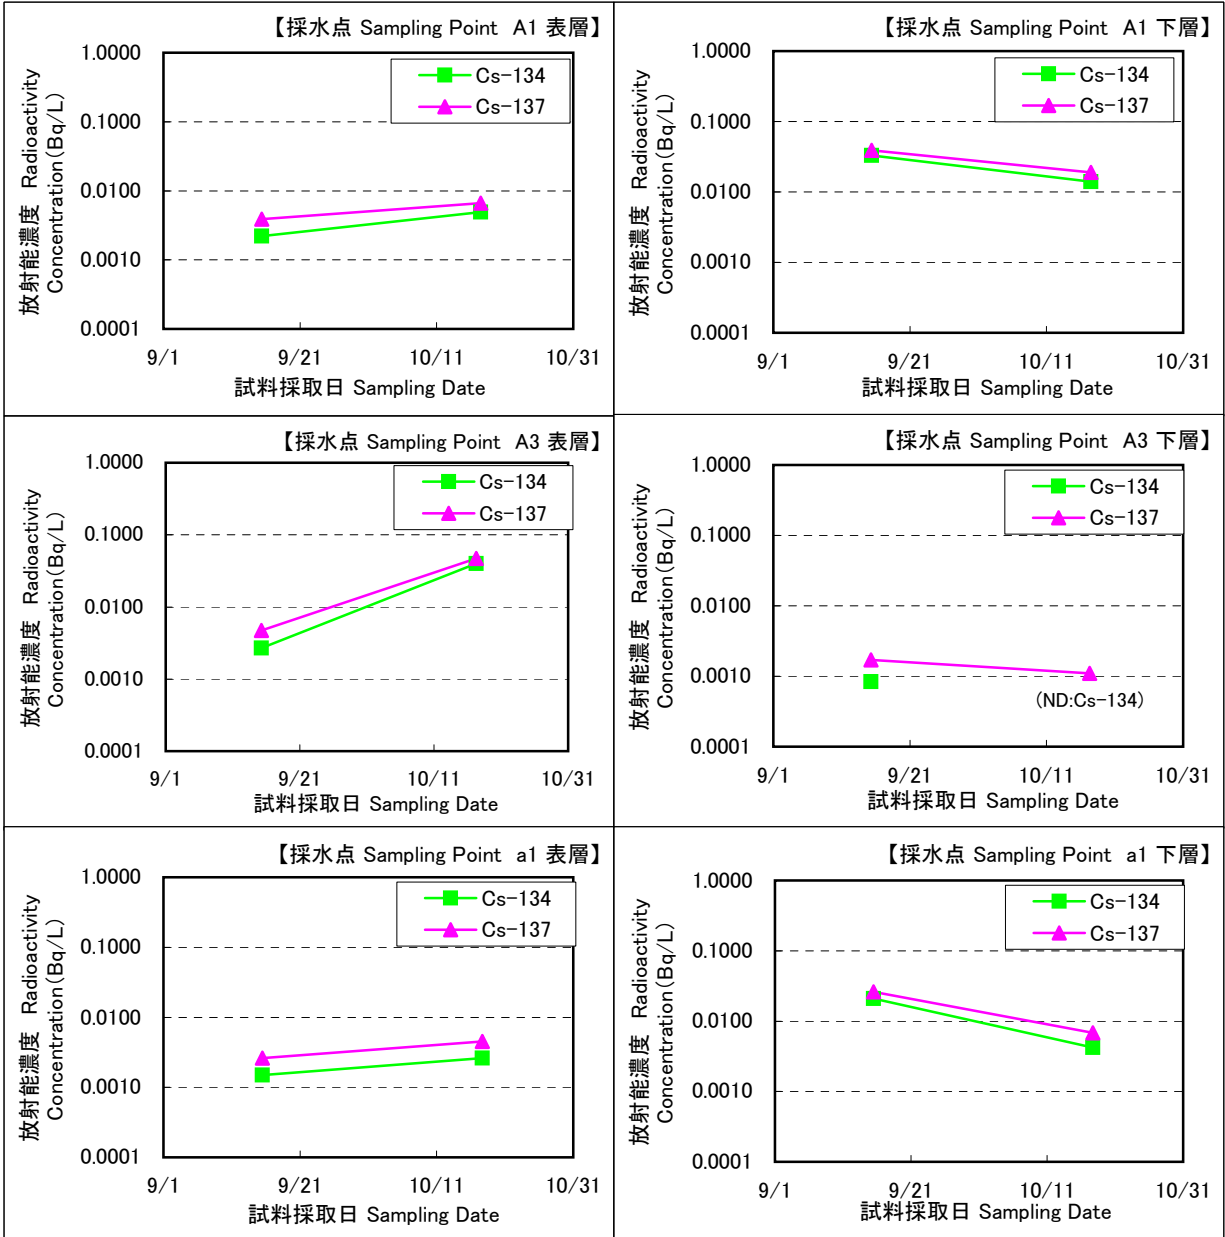 【採水点 Sampling Point A1 表層】
放射能濃度 Radioactivity
Concentration(Bq/L)
1.0000
0.1000
0.0100
0.0010
0.0001
Cs-134
Cs-137
9/1 9/21 10/11 10/31
試料採取日 Sampling Date
【採水点 Sampling Point A1 下層】
放射能濃度 Radioactivity
Concentration(Bq/L)
1.0000
0.1000
0.0100
0.0010
0.0001
Cs-134
Cs-137
9/1 9/21 10/11 10/31
試料採取日 Sampling Date
【採水点 Sampling Point A3 表層】
放射能濃度 Radioactivity
Concentration(Bq/L)
1.0000
0.1000
0.0100
0.0010
0.0001
Cs-134
Cs-137
9/1 9/21 10/11 10/31
試料採取日 Sampling Date
【採水点 Sampling Point A3 下層】
放射能濃度 Radioactivity
Concentration(Bq/L)
1.0000
0.1000
0.0100
0.0010
0.0001
Cs-134
Cs-137
(ND:Cs-134)
9/1 9/21 10/11 10/31
試料採取日 Sampling Date
【採水点 Sampling Point a1 表層】
放射能濃度 Radioactivity
Concentration(Bq/L)
1.0000
0.1000
0.0100
0.0010
0.0001
Cs-134
Cs-137
9/1 9/21 10/11 10/31
試料採取日 Sampling Date
【採水点 Sampling Point a1 下層】
放射能濃度 Radioactivity
Concentration(Bq/L)
1.0000
0.1000
0.0100
0.0010
0.0001
Cs-134
Cs-137
9/1 9/21 10/11 10/31
試料採取日 Sampling Date